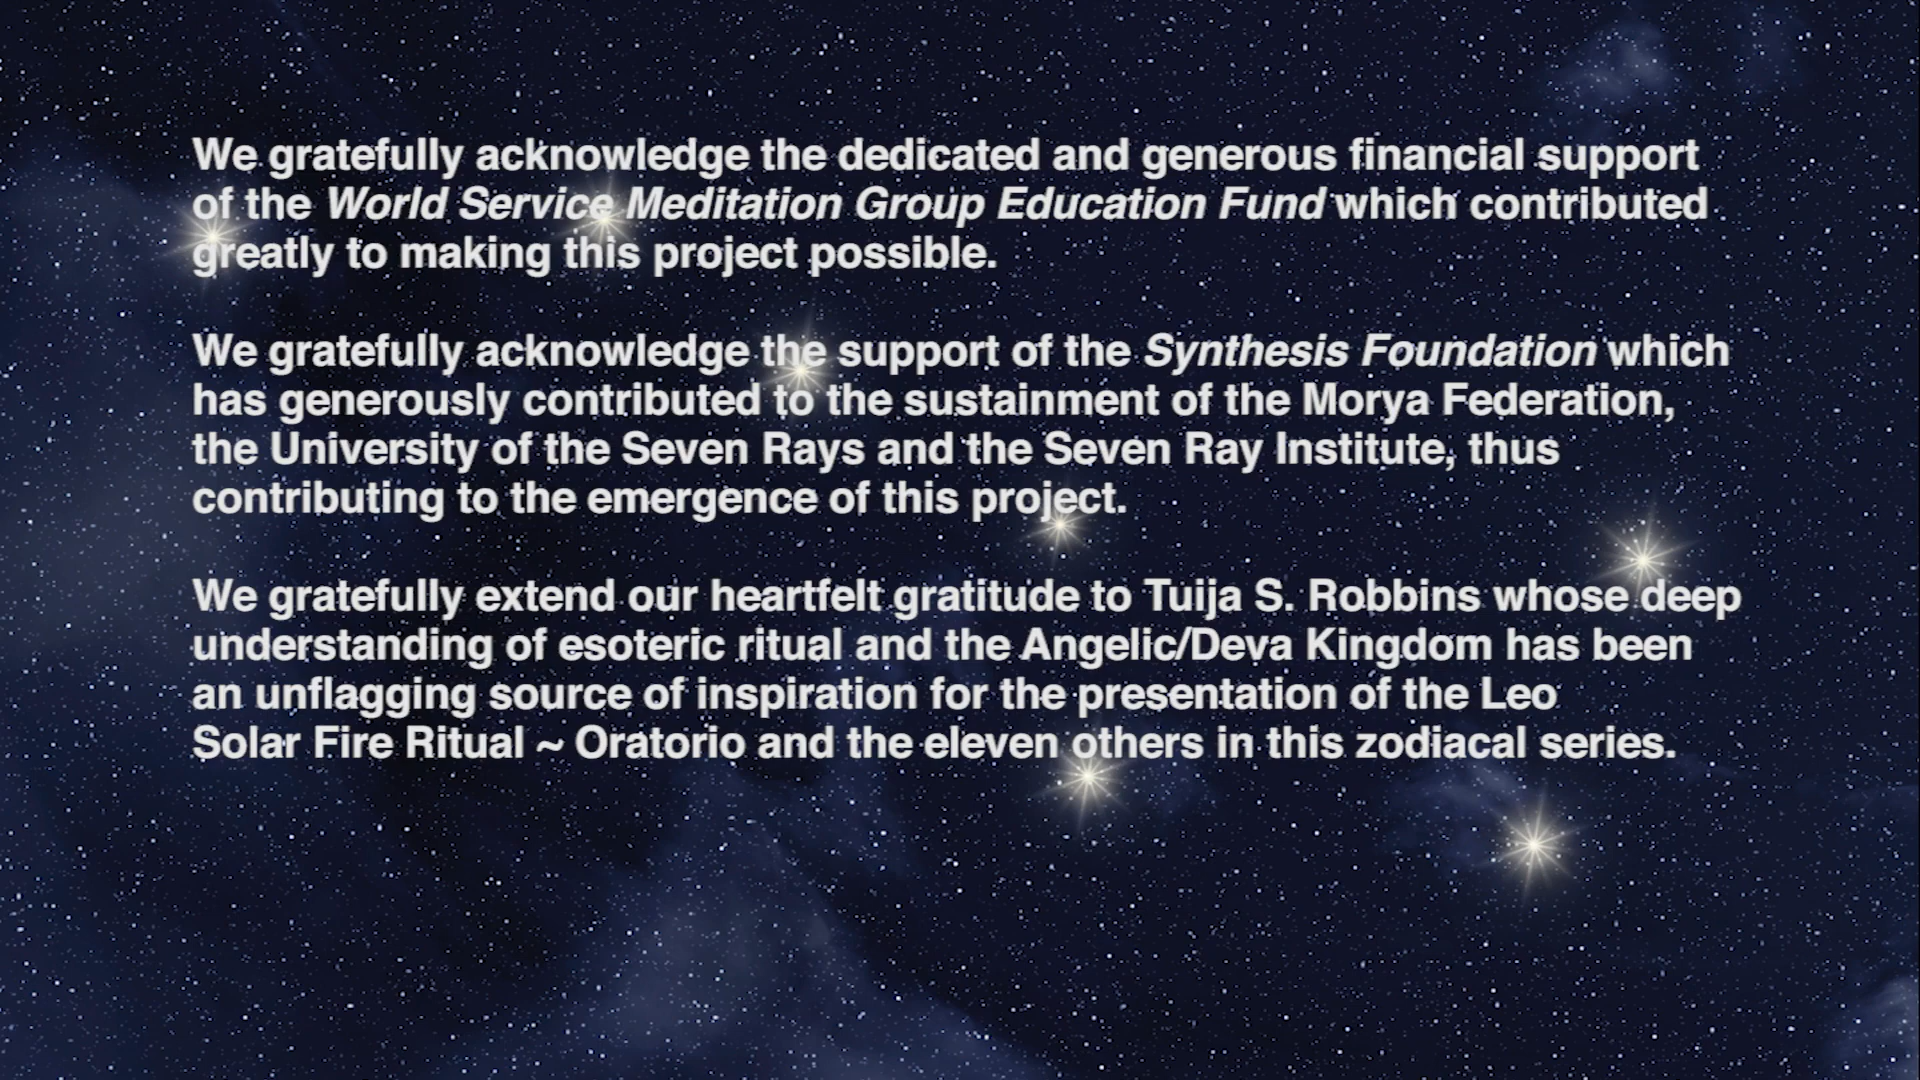 We gratefully acknowledge the dedicated and generous financial support
of the World Service Meditation Group Education Fund which contributed
greatly to making this project possible.
We gratefully acknowledge the support of the Synthesis Foundation which
has generously contributed to the sustainment of the Morya Federation,
the University of the Seven Rays and the Seven Ray Institute, thus
contributing to the emergence of this project.
We gratefully extend our heartfelt gratitude to Tuija S. Robbins whose deep
understanding of esoteric ritual and the Angelic/Deva Kingdom has been
an unflagging source of inspiration for the presentation of the Leo
Solar Fire Ritual ~ Oratorio and the eleven others in this zodiacal series.